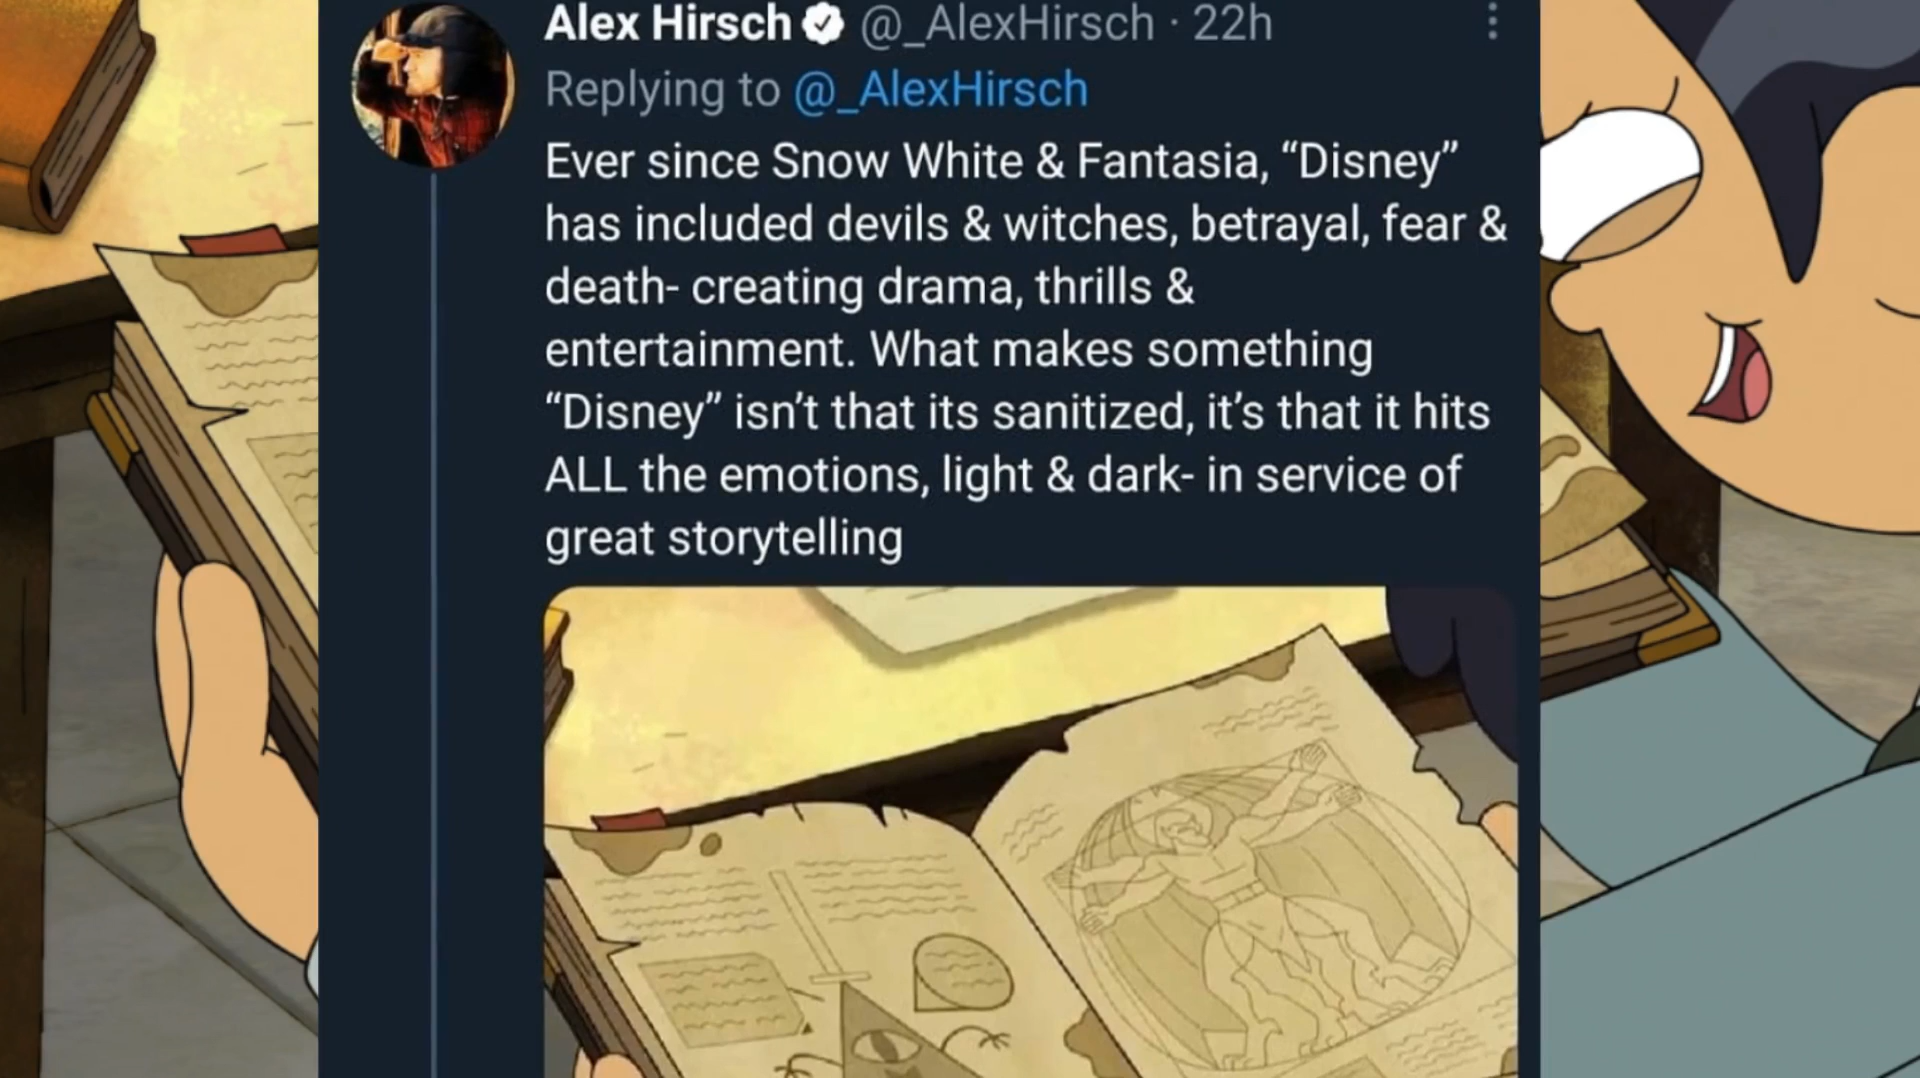 Alex Hirsch @_AlexHirsch · 22h
Replying to @_AlexHirsch
Ever since Snow White & Fantasia, “Disney”
has included devils & witches, betrayal, fear &
death- creating drama, thrills &
entertainment. What makes something
“Disney” isn’t that its sanitized, it’s that it hits
ALL the emotions, light & dark- in service of
great storytelling